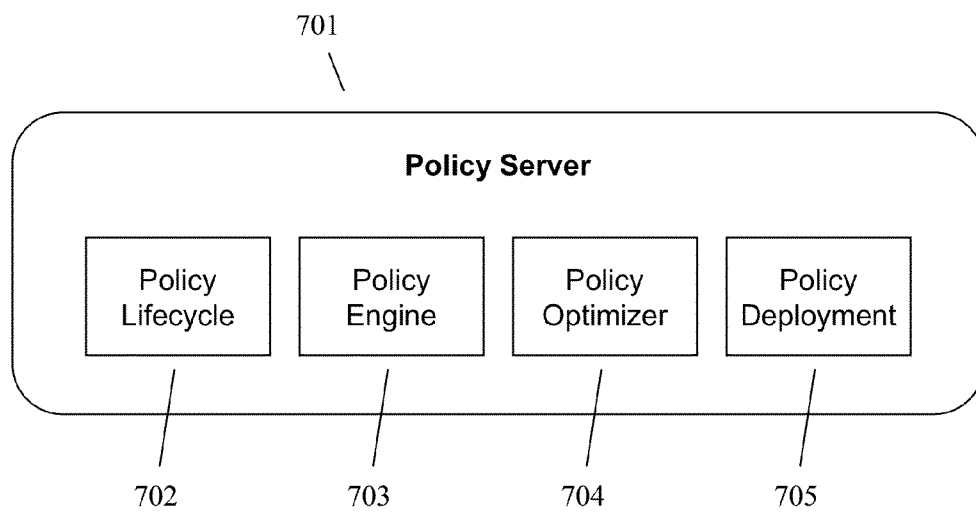 701
Policy Server
Policy
Lifecycle
Policy
Engine
Policy
Optimizer
Policy
Deployment
702
703
704
705